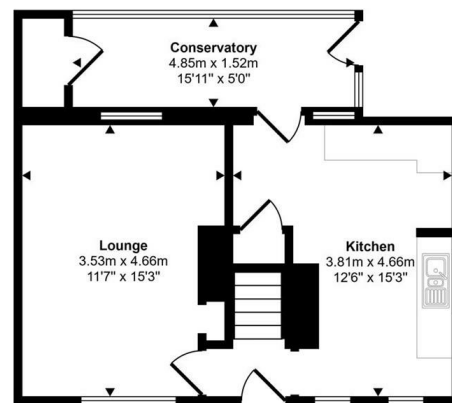 Conservatory
4.85m x 1.52m
15'11" x 5'0"
Lounge
3.53m x 4.66m
11'7" x 15'3"
Kitchen
3.81m x 4.66m
12'6" x 15'3"